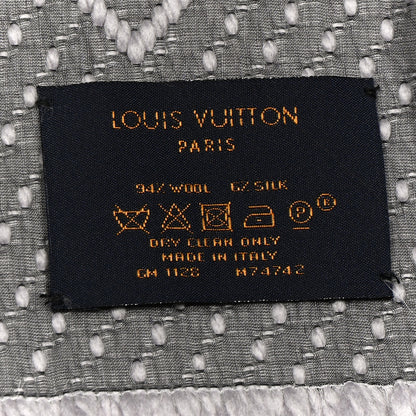 LOUIS VUITTON
PARIS
94% WOOL 6% SILK
P E
DRY CLEAN ONLY
MADE IN ITALY
GM 1128 M74742